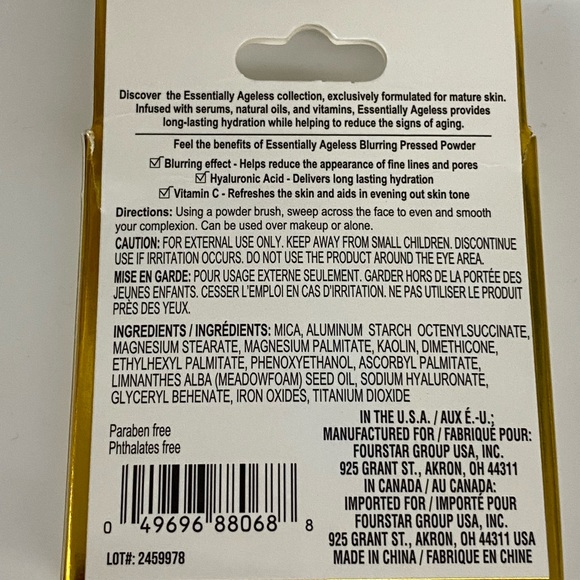 Discover the Essentially Ageless collection, exclusively formulated for mature skin.
Infused with serums, natural oils, and vitamins, Essentially Ageless provides
long-lasting hydration while helping to reduce the signs of aging.
Feel the benefits of Essentially Ageless Blurring Pressed Powder
☑ Blurring effect - Helps reduce the appearance of fine lines and pores
☑ Hyaluronic Acid - Delivers long lasting hydration
☑ Vitamin C - Refreshes the skin and aids in evening out skin tone
Directions: Using a powder brush, sweep across the face to even and smooth
your complexion. Can be used over makeup or alone.
CAUTION: FOR EXTERNAL USE ONLY. KEEP AWAY FROM SMALL CHILDREN. DISCONTINUE
USE IF IRRITATION OCCURS. DO NOT USE THE PRODUCT AROUND THE EYE AREA.
MISE EN GARDE: POUR USAGE EXTERNE SEULEMENT. GARDER HORS DE LA PORTÉE DES
JEUNES ENFANTS. CESSER L'EMPLOI EN CAS D'IRRITATION. NE PAS UTILISER LE PRODUIT
PRÈS DES YEUX.
INGREDIENTS / INGRÉDIENTS: MICA, ALUMINUM STARCH OCTENYLSUCCINATE,
MAGNESIUM STEARATE, MAGNESIUM PALMITATE, KAOLIN, DIMETHICONE,
ETHYLHEXYL PALMITATE, PHENOXYETHANOL, ASCORBYL PALMITATE,
LIMNANTHES ALBA (MEADOWFOAM) SEED OIL, SODIUM HYALURONATE,
GLYCERYL BEHENATE, IRON OXIDES, TITANIUM DIOXIDE
Paraben free
Phthalates free
0 49696 88068 8
LOT#: 2459978
IN THE U.S.A. / AUX É.-U.;
MANUFACTURED FOR / FABRIQUÉ POUR:
FOURSTAR GROUP USA, INC.
925 GRANT ST., AKRON, OH 44311
IN CANADA / AU CANADA:
IMPORTED FOR / IMPORTÉ POUR
FOURSTAR GROUP USA, INC.
925 GRANT ST., AKRON, OH 44311 USA
MADE IN CHINA / FABRIQUÉ EN CHINE